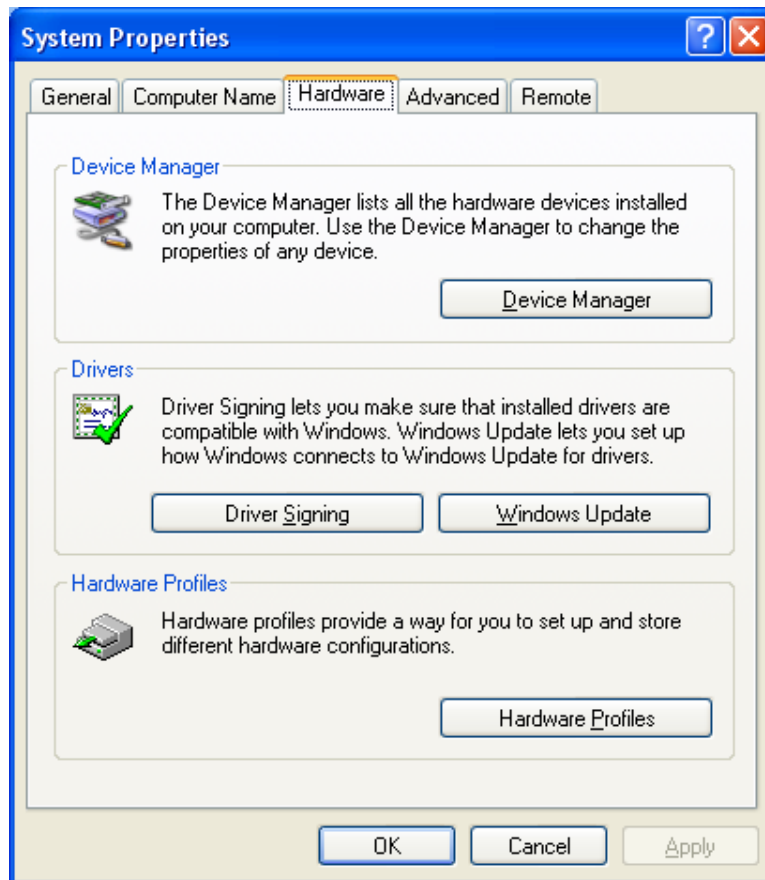 System Properties
General Computer Name Hardware Advanced Remote
Device Manager
The Device Manager lists all the hardware devices installed
on your computer. Use the Device Manager to change the
properties of any device.
Device Manager
Drivers
Driver Signing lets you make sure that installed drivers are
compatible with Windows. Windows Update lets you set up
how Windows connects to Windows Update for drivers.
Driver Signing Windows Update
Hardware Profiles
Hardware profiles provide a way for you to set up and store
different hardware configurations.
Hardware Profiles
OK Cancel Apply